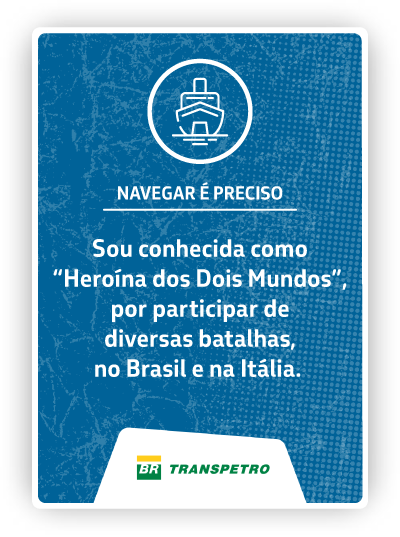 NAVEGAR É PRECISO
Sou conhecida como
“Heroína dos Dois Mundos”,
por participar de
diversas batalhas,
no Brasil e na Itália.
BR TRANSPETRO